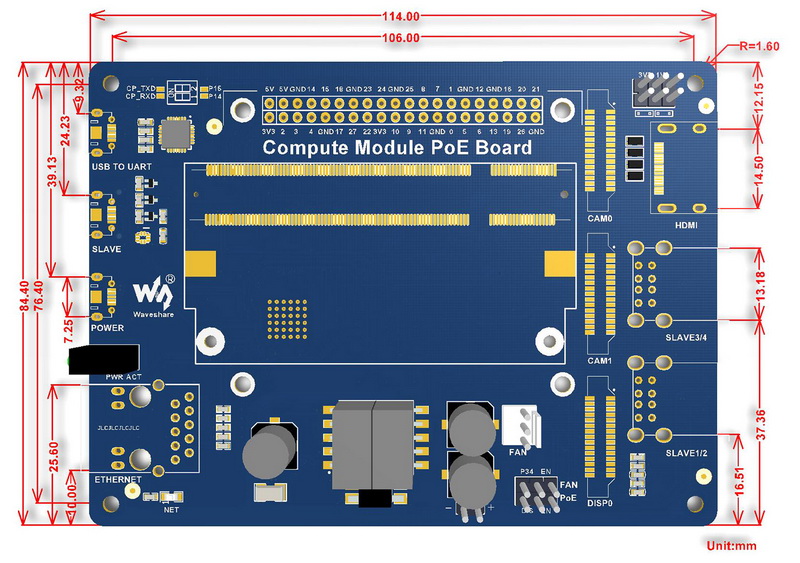 114.00
106.00
R=1.60
CP_TXD P15
CP_RXD P14
5V 5V GND 14 15 18 GND 23 24 GND 25 8 7 1 GND 12 GND 16 20 21
3V3 2 3 4 GND 17 27 22 3V3 10 9 11 GND 0 5 6 13 19 26 GND
3V3 1V8
Compute Module PoE Board
9.32
24.23
39.13
76.40
84.40
7.25
25.60
10.00
12.15
14.50
13.18
37.36
16.51
USB TO UART
SLAVE
POWER
Waveshare
®
PWR ACT
JLCJLCJLCJLC
ETHERNET
NET
CAM0
HDMI
CAM1
SLAVE3/4
SLAVE1/2
DISP0
FAN
P34 EN
FAN
PoE
DIS EN
- +
Unit:mm